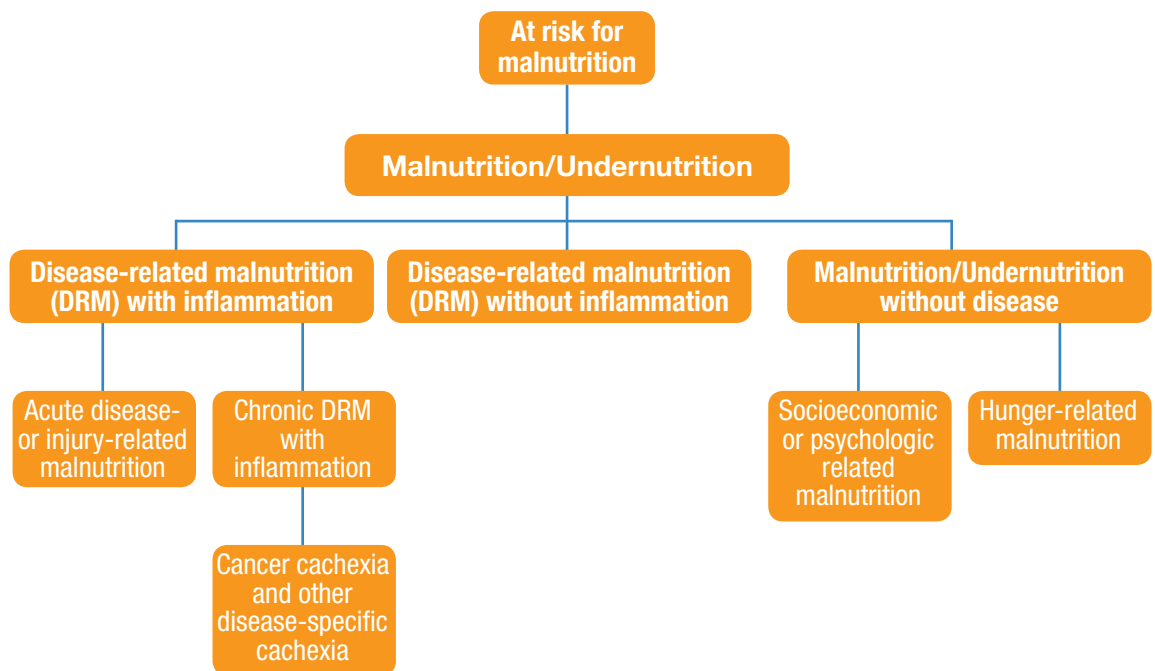 At risk for
malnutrition
Malnutrition/Undernutrition
Disease-related malnutrition
(DRM) with inflammation
Disease-related malnutrition
(DRM) without inflammation
Malnutrition/Undernutrition
without disease
Acute disease-
or injury-related
malnutrition
Chronic DRM
with
inflammation
Socioeconomic
or psychologic
related
malnutrition
Hunger-related
malnutrition
Cancer cachexia
and other
disease-specific
cachexia